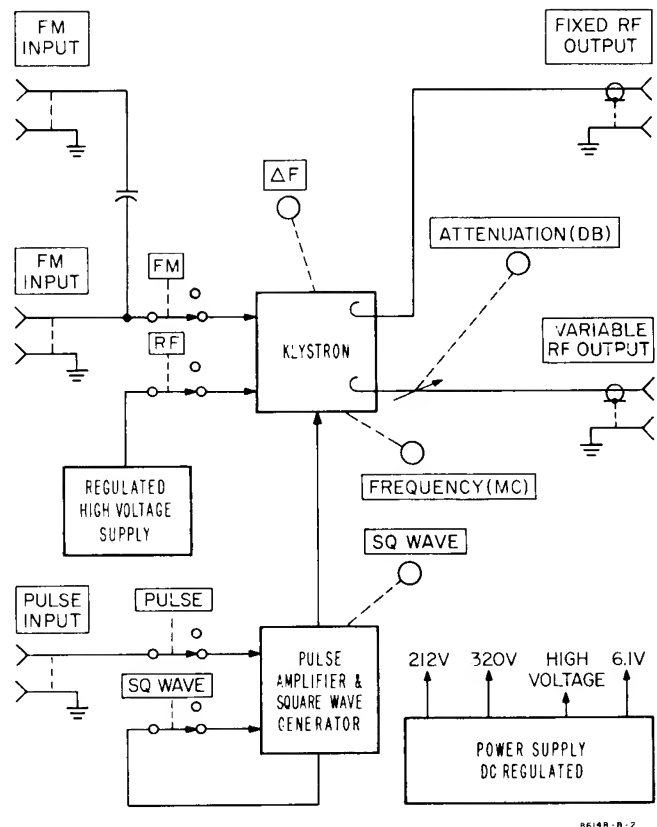 FM
INPUT
FIXED RF
OUTPUT
ΔF
ATTENUATION(DB)
FM
INPUT
FM
VARIABLE
RF OUTPUT
RF
KLYSTRON
REGULATED
HIGH VOLTAGE
SUPPLY
FREQUENCY(MC)
SQ WAVE
PULSE
INPUT
PULSE
SQ WAVE
PULSE
AMPLIFIER &
SQUARE WAVE
GENERATOR
212V 320V HIGH VOLTAGE 6.1V
POWER SUPPLY
DC REGULATED
8614B-B-2